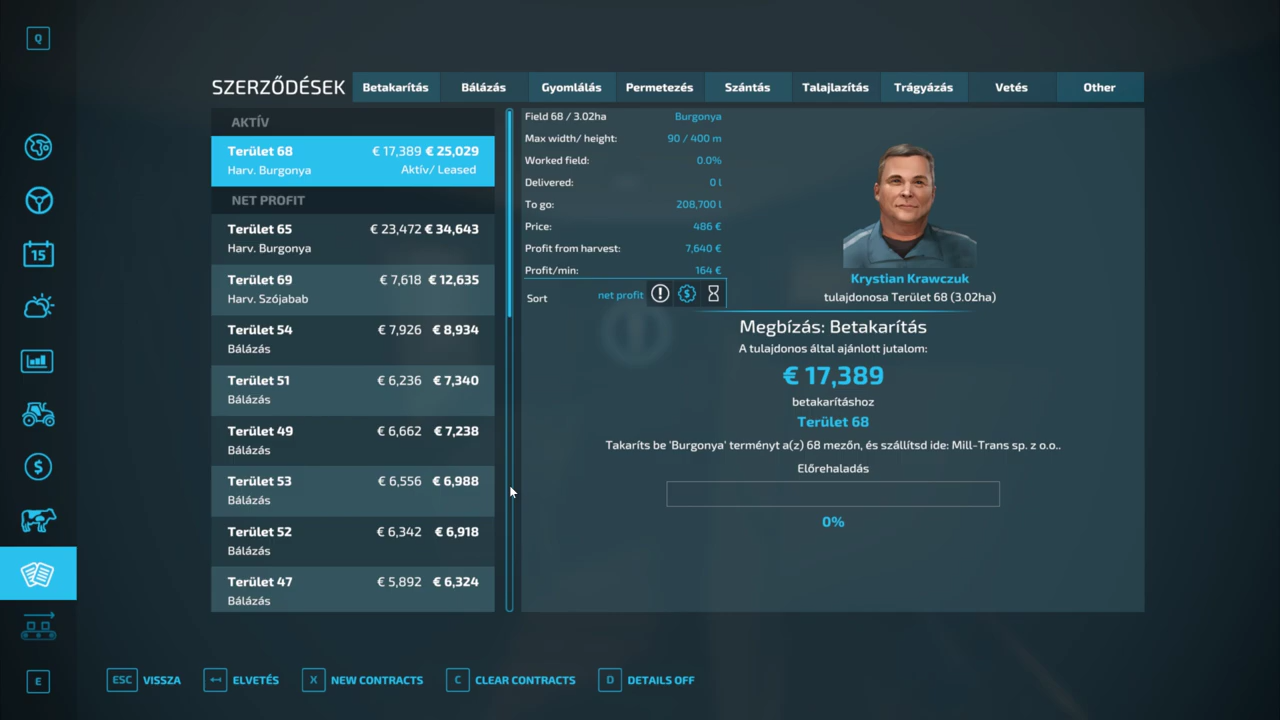 Q
SZERZŐDÉSEK
Betakarítás
Bálázás
Gyomlálás
Permetezés
Szántás
Talajlazítás
Trágyázás
Vetés
Other
AKTÍV
Terület 68 € 17,389 € 25,029
Harv. Burgonya Aktív/ Leased
NET PROFIT
Terület 65 € 23,472 € 34,643
Harv. Burgonya
Terület 69 € 7,618 € 12,635
Harv. Szójabab
Terület 54 € 7,926 € 8,934
Bálázás
Terület 51 € 6,236 € 7,340
Bálázás
Terület 49 € 6,662 € 7,238
Bálázás
Terület 53 € 6,556 € 6,988
Bálázás
Terület 52 € 6,342 € 6,918
Bálázás
Terület 47 € 5,892 € 6,324
Bálázás
Field 68 / 3.02ha Burgonya
Max width/ height: 90 / 400 m
Worked field: 0.0%
Delivered: 0 l
To go: 208,700 l
Price: 486 €
Profit from harvest: 7,640 €
Profit/min: 164 €
Sort net profit
Krystian Krawczuk
tulajdonosa Terület 68 (3.02ha)
Megbízás: Betakarítás
A tulajdonos által ajánlott jutalom:
€ 17,389
betakarításhoz
Terület 68
Takaríts be 'Burgonya' terményt a(z) 68 mezőn, és szállítsd ide: Mill-Trans sp. z o.o..
Előrehaladás
0%
15
E
ESC VISSZA
ELVETÉS
X NEW CONTRACTS
C CLEAR CONTRACTS
D DETAILS OFF